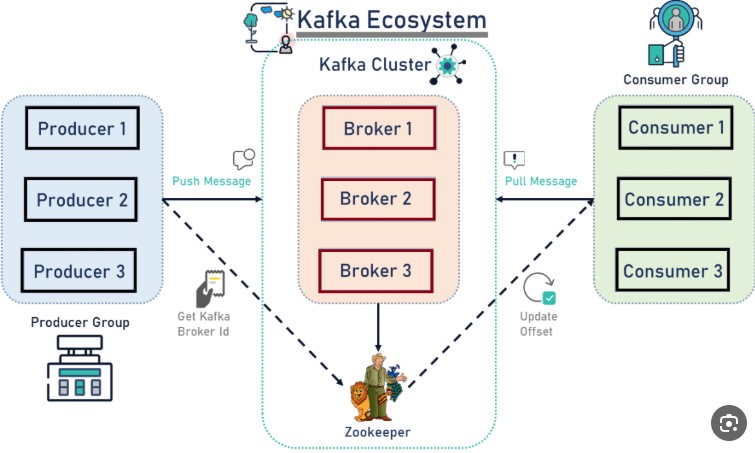 Kafka Ecosystem
Kafka Cluster
Consumer Group
Producer 1
Producer 2
Producer 3
Push Message
Broker 1
Broker 2
Broker 3
Pull Message
Consumer 1
Consumer 2
Consumer 3
Producer Group
Get Kafka
Broker Id
Update
Offset
Zookeeper